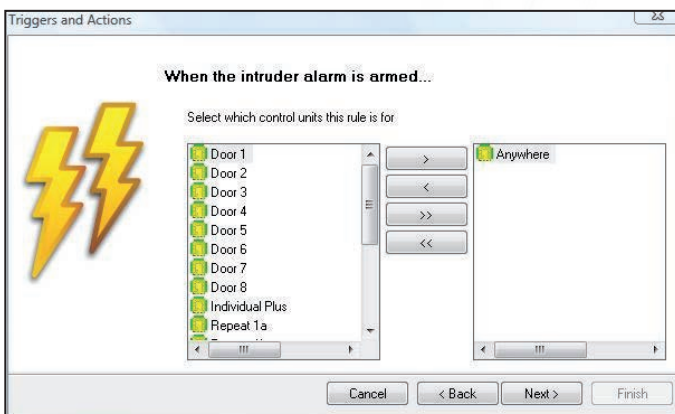 Triggers and Actions
When the intruder alarm is armed...
Select which control units this rule is for
Door 1
Door 2
Door 3
Door 4
Door 5
Door 6
Door 7
Door 8
Individual Plus
Repeat 1a
>
<
>>
<<
Anywhere
Cancel
< Back
Next >
Finish